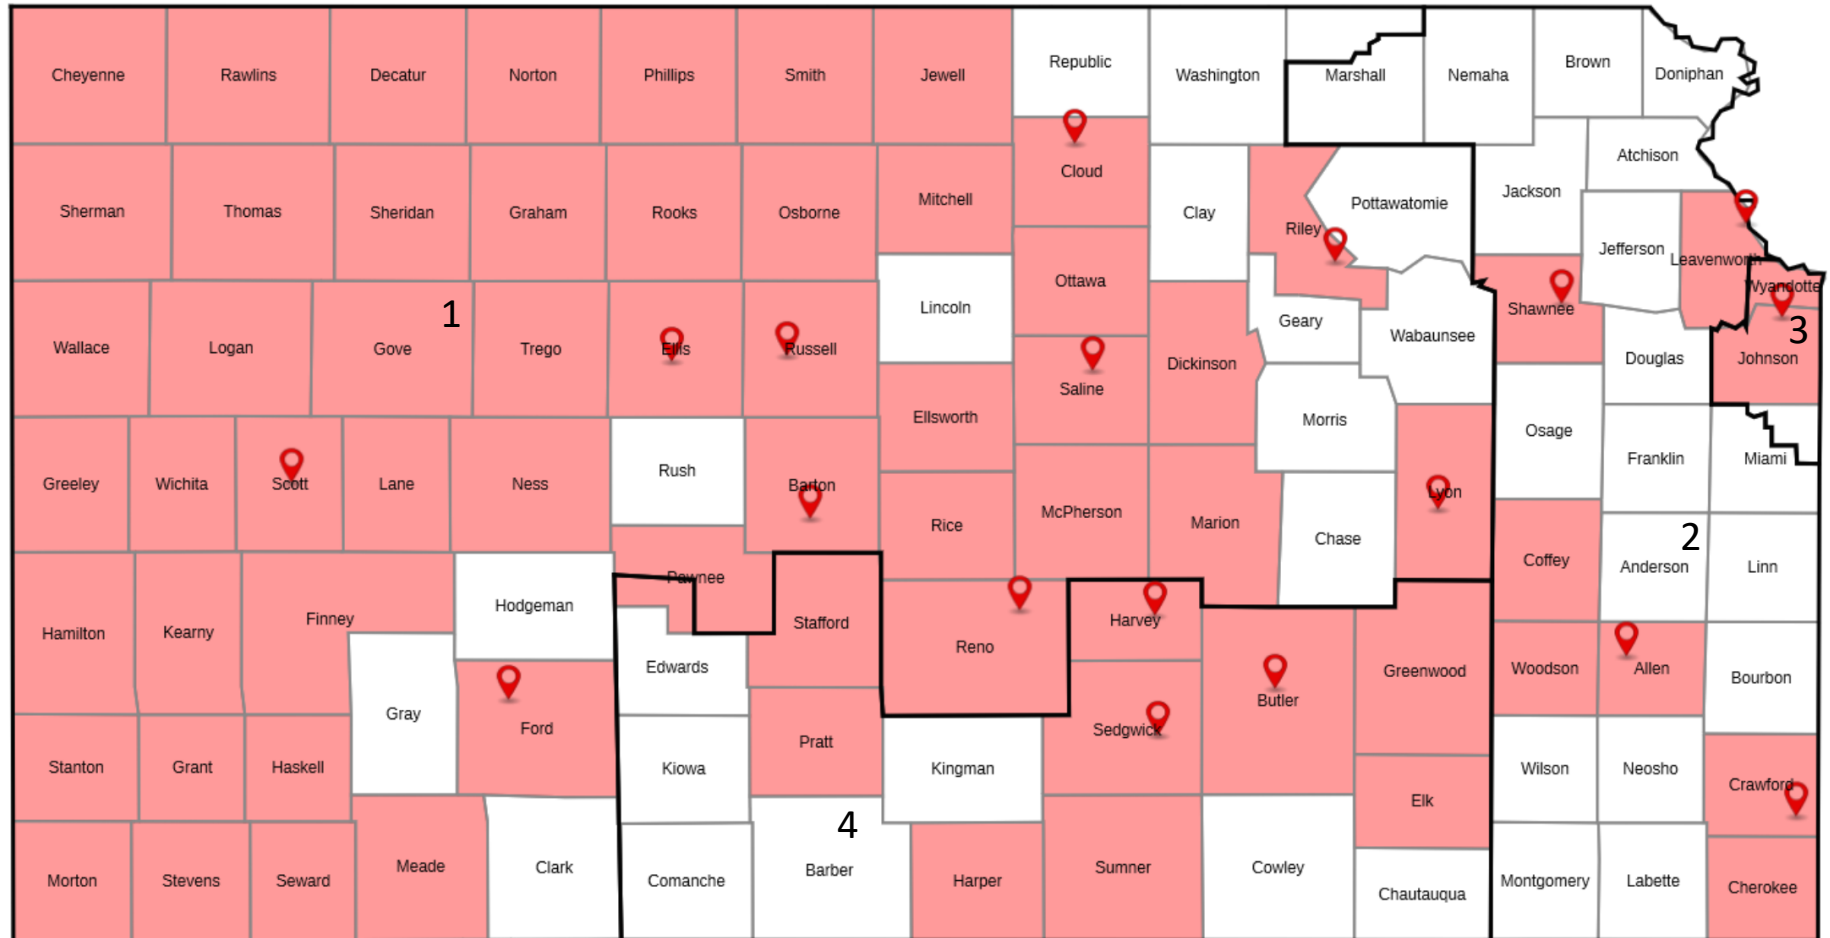 Cheyenne
Rawlins
Decatur
Norton
Phillips
Smith
Jewell
Republic
Washington
Marshall
Nemaha
Brown
Doniphan
Sherman
Thomas
Sheridan
Graham
Rooks
Osborne
Mitchell
Cloud
Clay
Riley
Pottawatomie
Jackson
Atchison
Jefferson
Leavenworth
Wyandotte
Wallace
Logan
Gove
1
Trego
Ellis
Russell
Lincoln
Ottawa
Saline
Dickinson
Geary
Wabaunsee
Shawnee
Douglas
Johnson
3
Greeley
Wichita
Scott
Lane
Ness
Rush
Barton
Ellsworth
Rice
McPherson
Marion
Morris
Chase
Lyon
Osage
Franklin
Miami
Hamilton
Kearny
Finney
Hodgeman
Pawnee
Stafford
Reno
Harvey
Coffey
Anderson
2
Linn
Gray
Ford
Edwards
Kiowa
Pratt
Kingman
Sedgwick
Butler
Greenwood
Woodson
Allen
Bourbon
Stanton
Grant
Haskell
Elk
Wilson
Neosho
Crawford
Morton
Stevens
Seward
Meade
Clark
Comanche
4
Barber
Harper
Sumner
Cowley
Chautauqua
Montgomery
Labette
Cherokee